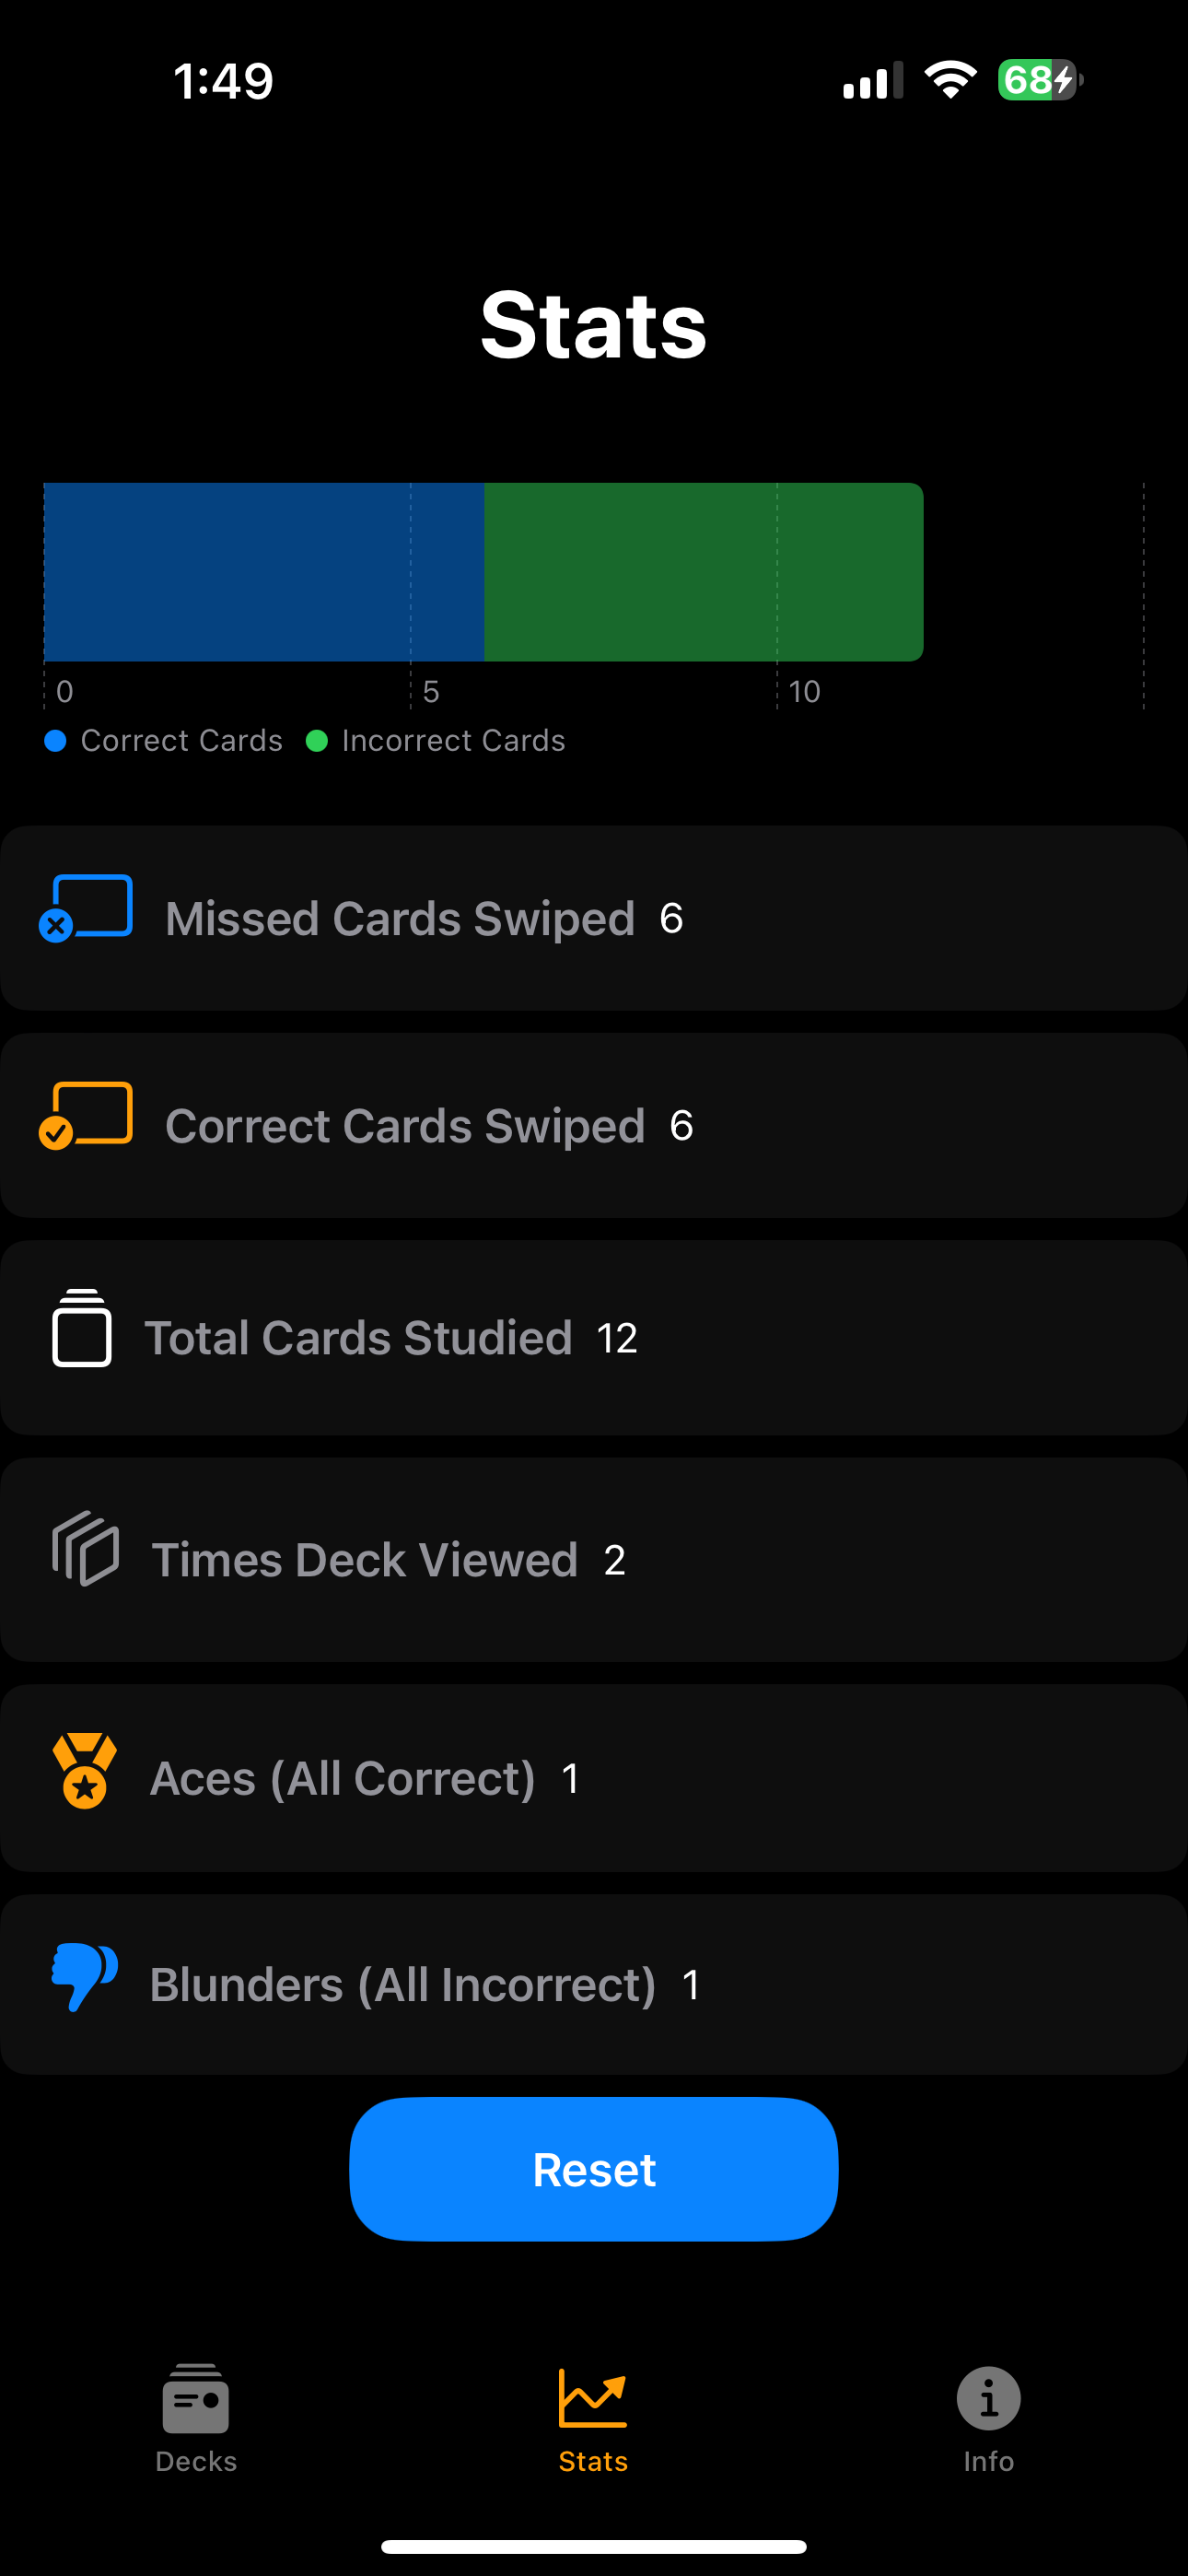 1:49
68
Stats
0 5 10
Correct Cards Incorrect Cards
Missed Cards Swiped 6
Correct Cards Swiped 6
Total Cards Studied 12
Times Deck Viewed 2
Aces (All Correct) 1
Blunders (All Incorrect) 1
Reset
Decks Stats Info